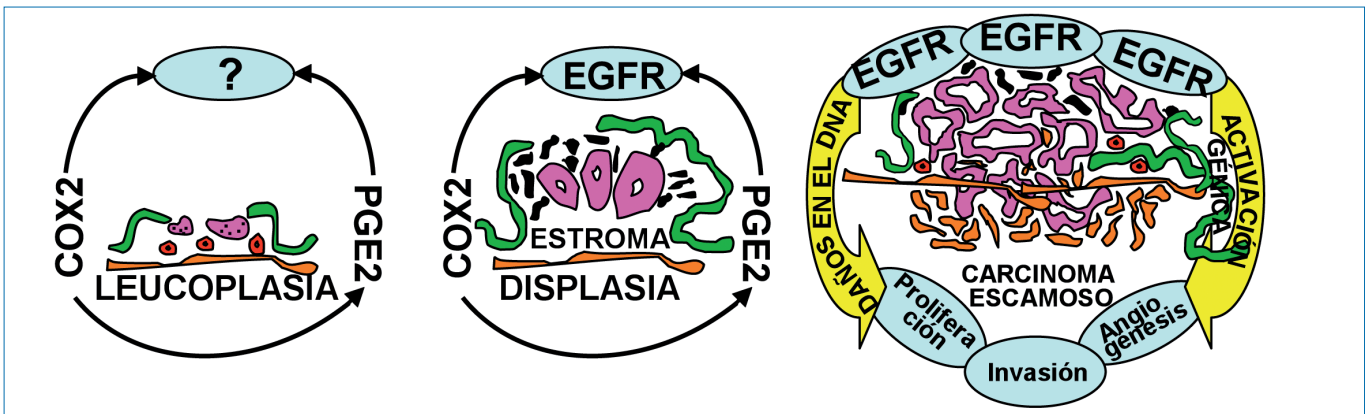 ?
COX2
PGE2
LEUCOPLASIA
EGFR
COX2
PGE2
ESTROMA
DISPLASIA
EGFR
EGFR
EGFR
DAÑOS EN EL DNA
ACTIVACIÓN
GÉNICA
CARCINOMA
ESCAMOSO
Prolifera
ción
Invasión
Angio
génesis